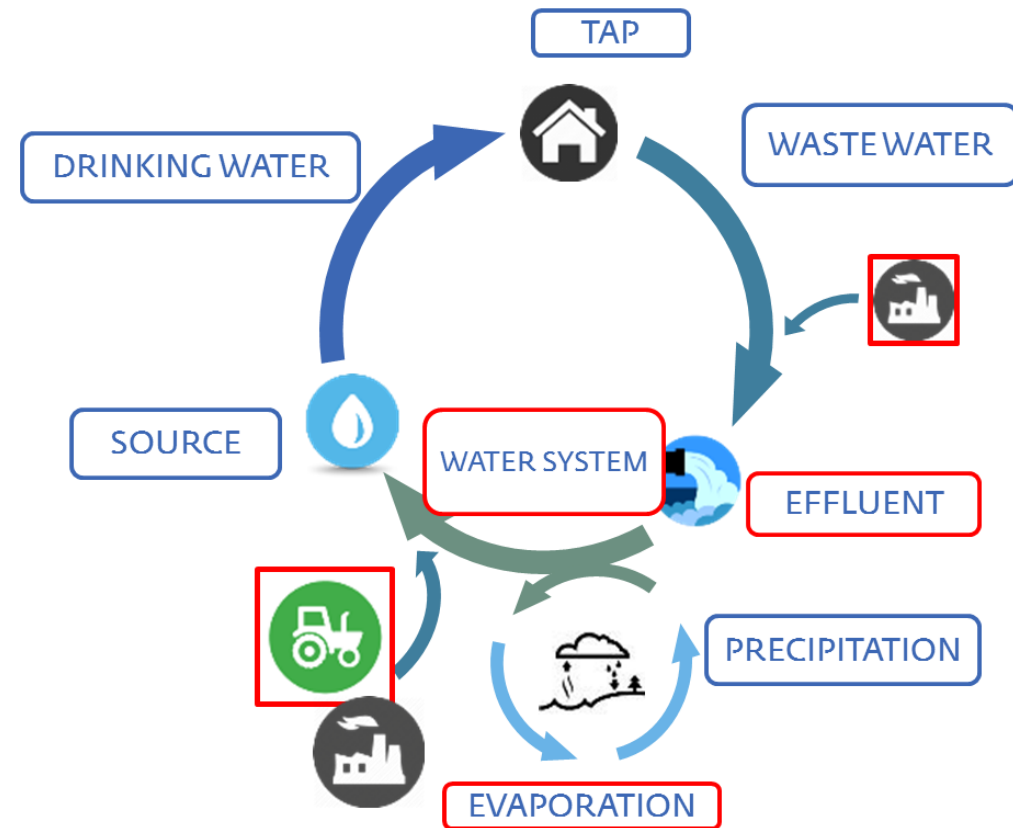 TAP
DRINKING WATER
WASTE WATER
SOURCE
WATER SYSTEM
EFFLUENT
PRECIPITATION
EVAPORATION